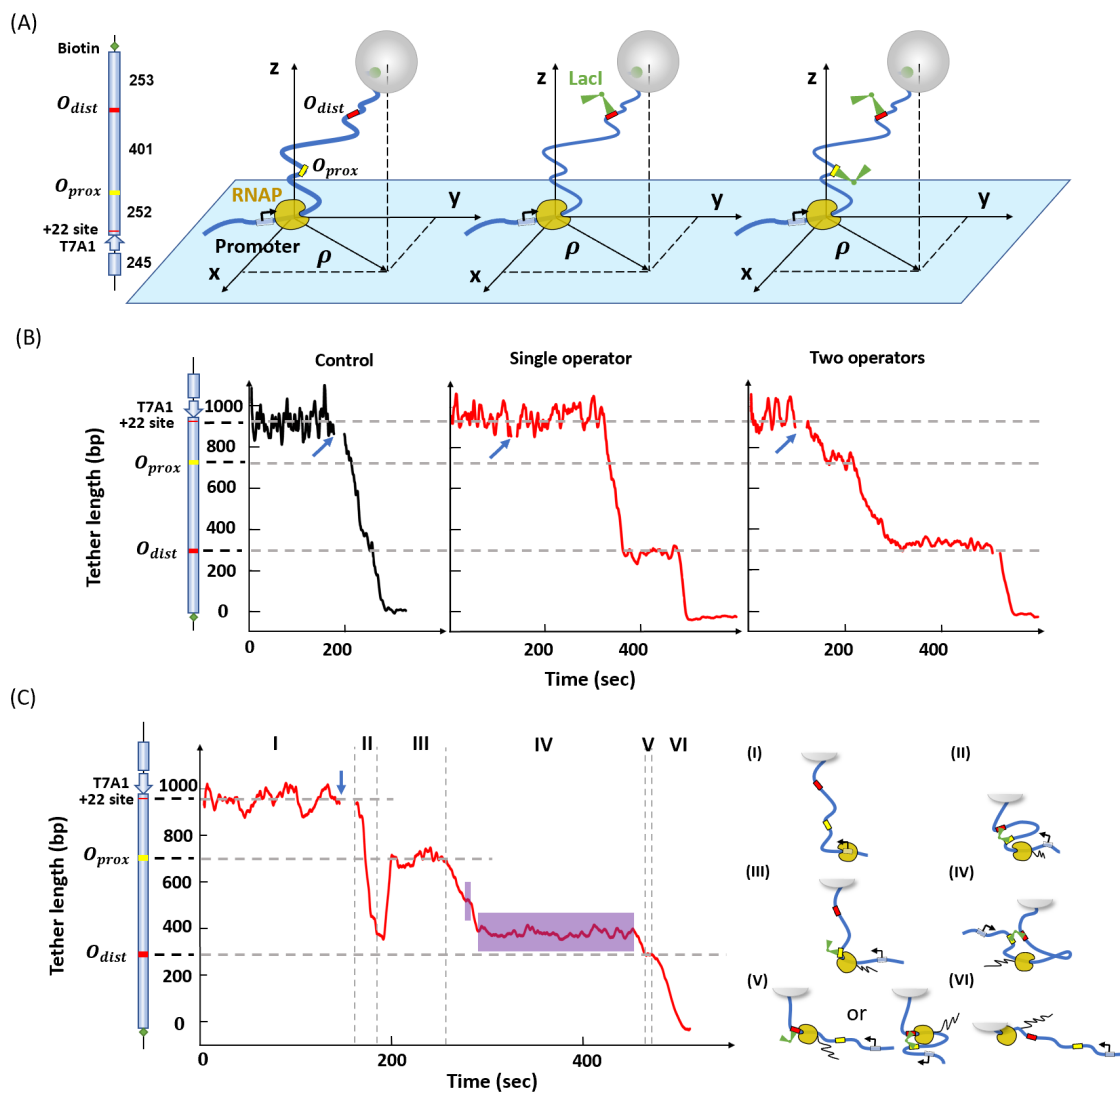 (A)
Biotin
253
O_dist
401
O_prox
252
+22 site
T7A1
245
z
O_dist
O_prox
RNAP
Promoter
y
x
ρ
z
LacI
y
x
ρ
z
y
x
ρ
(B)
Control
Single operator
Two operators
T7A1
+22 site
O_prox
O_dist
Tether length (bp)
1000
800
600
400
200
0
0
200
200
400
200
400
Time (sec)
(C)
I
II
III
IV
V
VI
T7A1
+22 site
O_prox
O_dist
Tether length (bp)
1000
800
600
400
200
0
0
200
400
Time (sec)
(I)
(II)
(III)
(IV)
(V)
or
(VI)